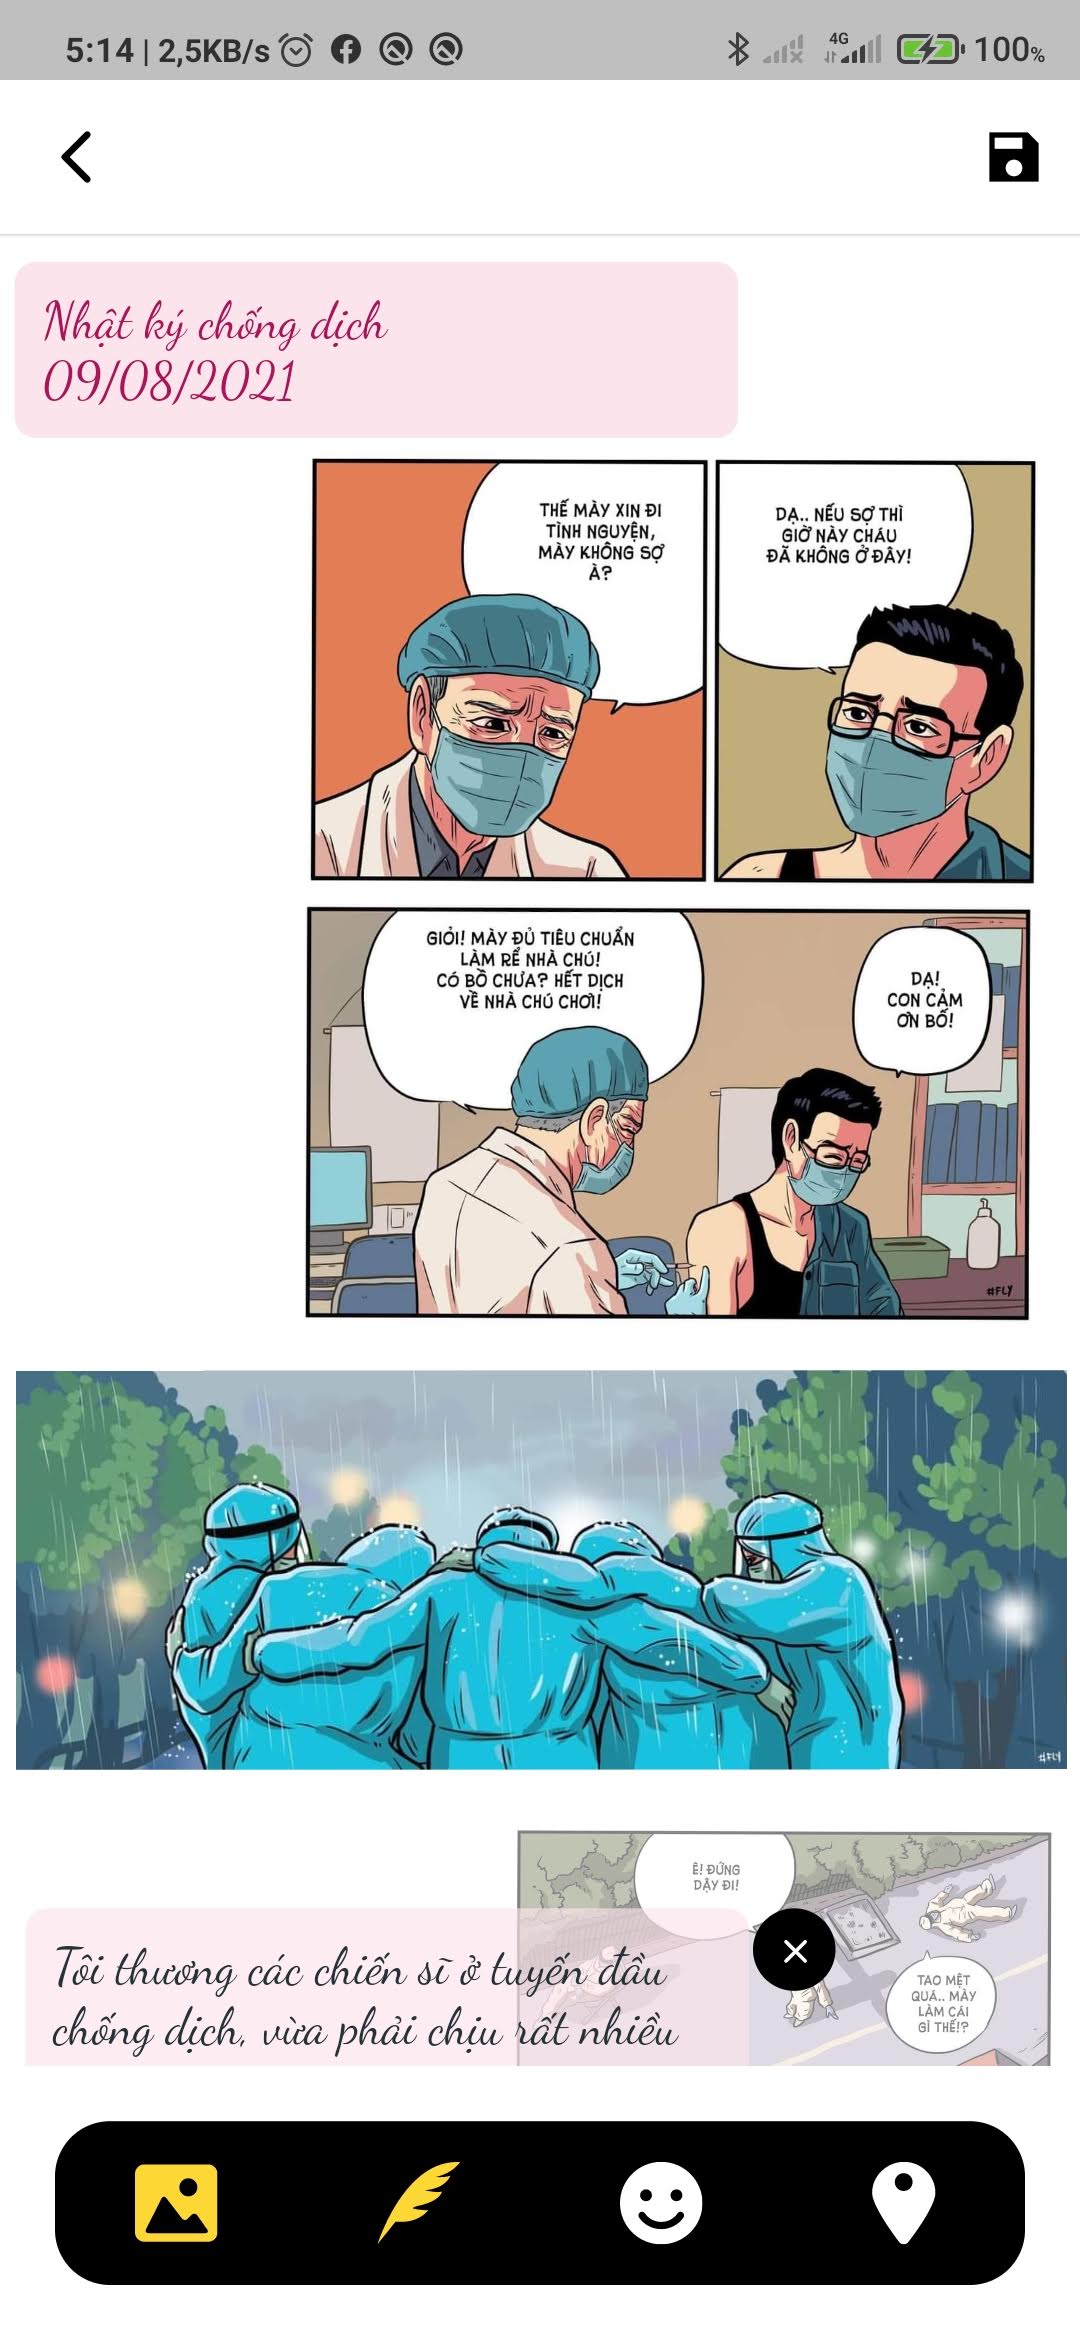 5:14 | 2,5KB/s
4G
100%
Nhật ký chống dịch
09/08/2021
THẾ MÀY XIN ĐI
TÌNH NGUYỆN,
MÀY KHÔNG SỢ
À?
DẠ.. NẾU SỢ THÌ
GIỜ NÀY CHÁU
ĐÃ KHÔNG Ở ĐÂY!
GIỎI! MÀY ĐỦ TIÊU CHUẨN
LÀM RỂ NHÀ CHÚ!
CÓ BỒ CHƯA? HẾT DỊCH
VỀ NHÀ CHÚ CHƠI!
DẠ!
CON CẢM
ƠN BỐ!
#FLY
#FLY
Ê! ĐỨNG
DẬY ĐI!
TAO MỆT
QUÁ.. MÀY
LÀM CÁI
GÌ THẾ!?
Tôi thương các chiến sĩ ở tuyến đầu
chống dịch, vừa phải chịu rất nhiều